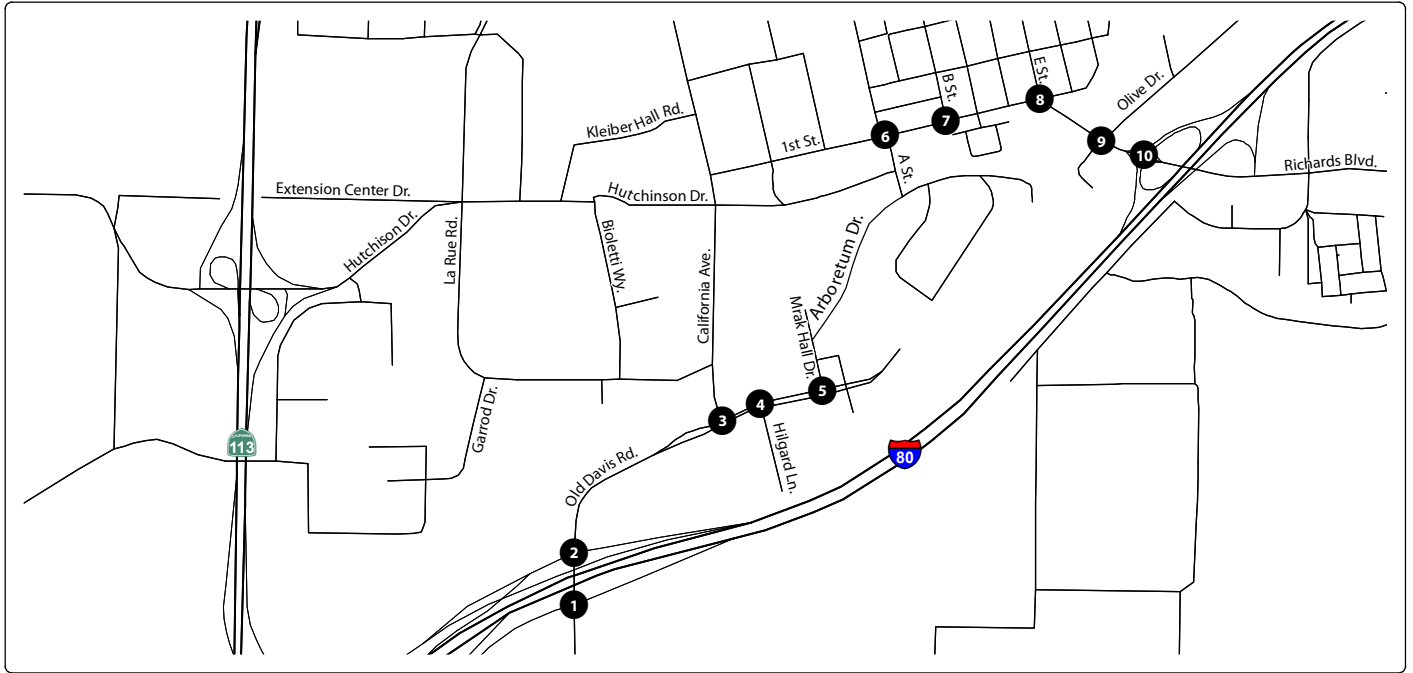 E St.
B St.
Olive Dr.
8
Kleiber Hall Rd.
7
6
1st St.
9
10
Richards Blvd.
A St.
Extension Center Dr.
Hutchinson Dr.
Hutchison Dr.
La Rue Rd.
Bioletti Wy.
California Ave.
Arboretum Dr.
Mrak Hall Dr.
5
4
3
Garrod Dr.
CALIFORNIA
113
Hilgard Ln.
80
Old Davis Rd.
2
1